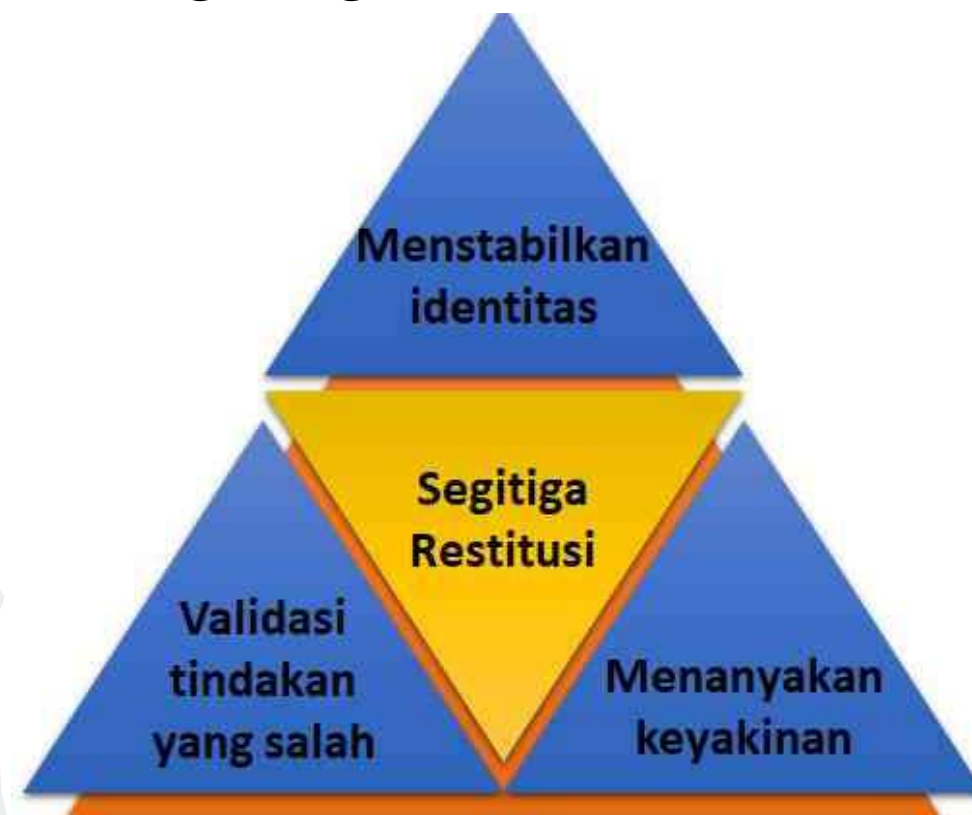 Menstabilkan
identitas
Segitiga
Restitusi
Validasi
tindakan
yang salah
Menanyakan
keyakinan